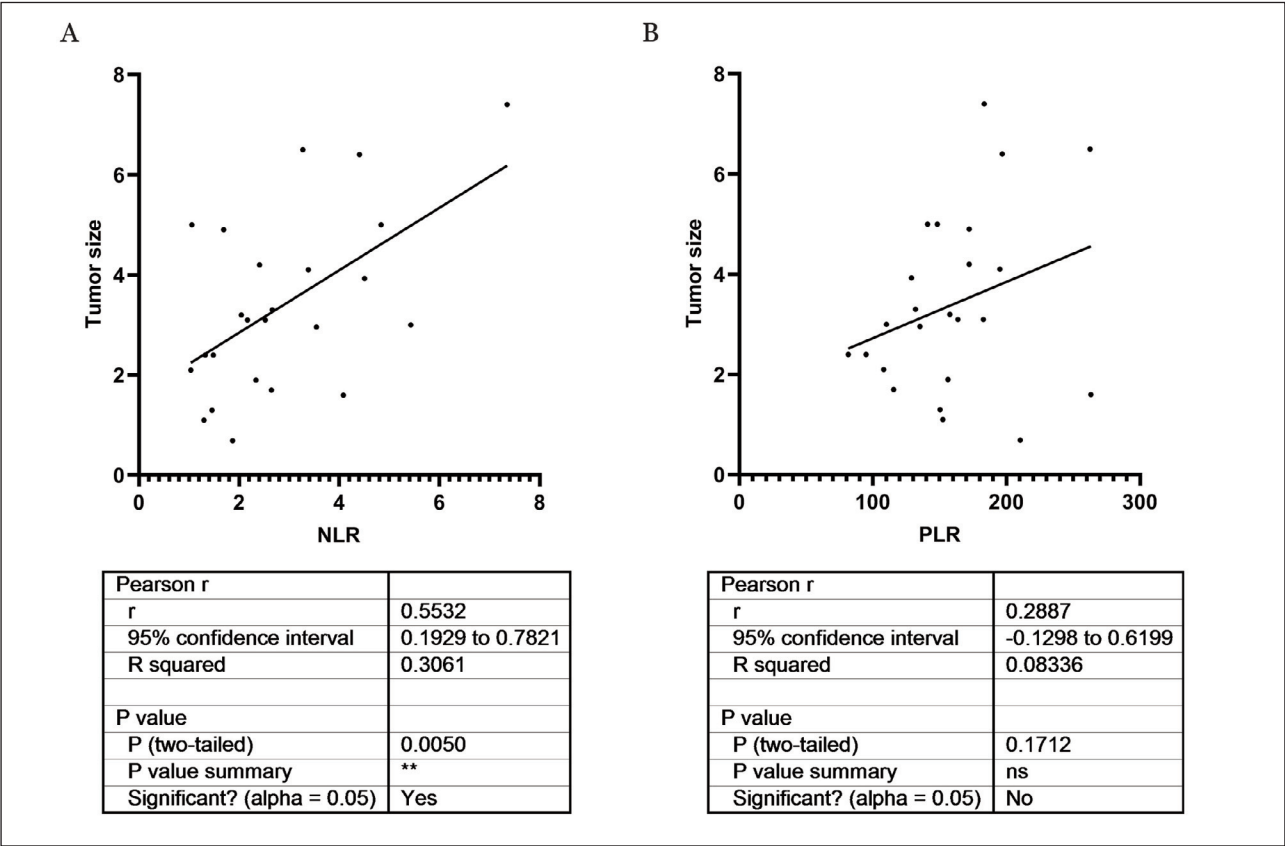 A
8
6
4
2
0
Tumor size
0 2 4 6 8
NLR
Pearson r
r 0.5532
95% confidence interval 0.1929 to 0.7821
R squared 0.3061
P value
P (two-tailed) 0.0050
P value summary **
Significant? (alpha = 0.05) Yes
B
8
6
4
2
0
Tumor size
0 100 200 300
PLR
Pearson r
r 0.2887
95% confidence interval -0.1298 to 0.6199
R squared 0.08336
P value
P (two-tailed) 0.1712
P value summary ns
Significant? (alpha = 0.05) No